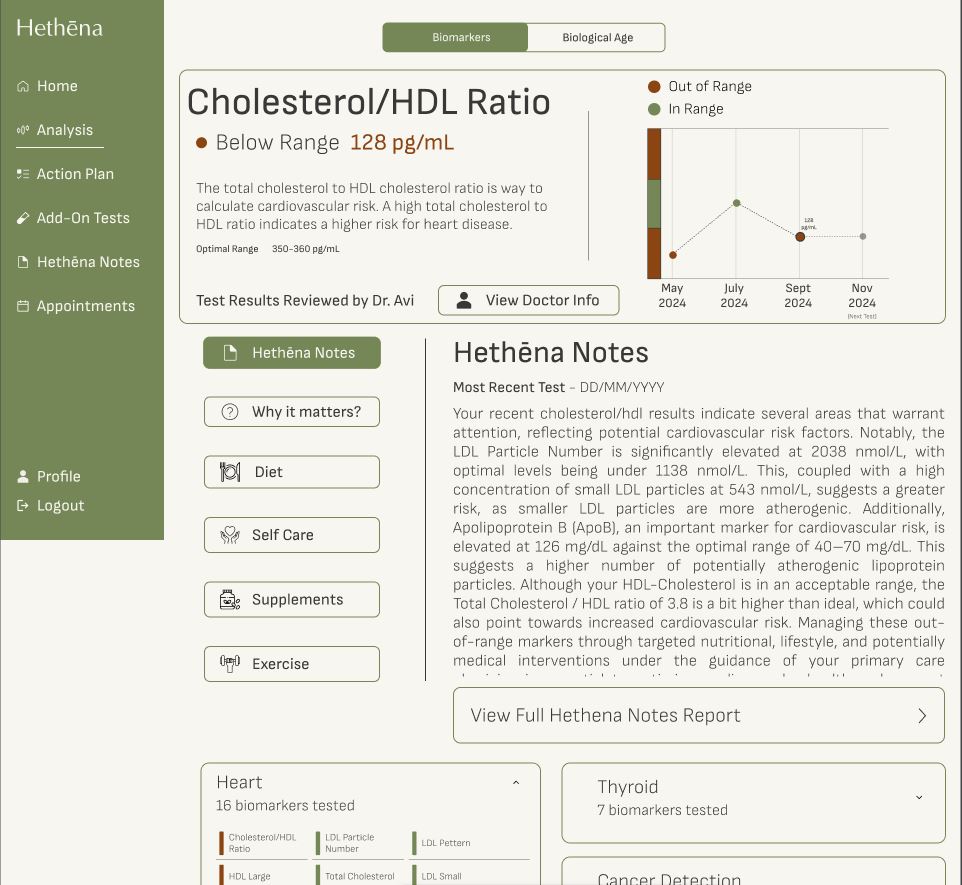 Hethēna
Home
Analysis
Action Plan
Add-On Tests
Hethēna Notes
Appointments
Profile
Logout
Biomarkers
Biological Age
Cholesterol/HDL Ratio
Below Range 128 pg/mL
The total cholesterol to HDL cholesterol ratio is way to
calculate cardiovascular risk. A high total cholesterol to
HDL ratio indicates a higher risk for heart disease.
Optimal Range 350-360 pg/mL
Test Results Reviewed by Dr. Avi
View Doctor Info
Out of Range
In Range
128
pg/mL
May
2024
July
2024
Sept
2024
Nov
2024
(Next Test)
Hethēna Notes
Why it matters?
Diet
Self Care
Supplements
Exercise
Hethēna Notes
Most Recent Test - DD/MM/YYYY
Your recent cholesterol/hdl results indicate several areas that warrant
attention, reflecting potential cardiovascular risk factors. Notably, the
LDL Particle Number is significantly elevated at 2038 nmol/L, with
optimal levels being under 1138 nmol/L. This, coupled with a high
concentration of small LDL particles at 543 nmol/L, suggests a greater
risk, as smaller LDL particles are more atherogenic. Additionally,
Apolipoprotein B (ApoB), an important marker for cardiovascular risk, is
elevated at 126 mg/dL against the optimal range of 40–70 mg/dL. This
suggests a higher number of potentially atherogenic lipoprotein
particles. Although your HDL-Cholesterol is in an acceptable range, the
Total Cholesterol / HDL ratio of 3.8 is a bit higher than ideal, which could
also point towards increased cardiovascular risk. Managing these out-
of-range markers through targeted nutritional, lifestyle, and potentially
medical interventions under the guidance of your primary care
View Full Hethena Notes Report
Heart
16 biomarkers tested
Cholesterol/HDL
Ratio
LDL Particle
Number
LDL Pettern
HDL Large
Total Cholesterol
LDL Small
Thyroid
7 biomarkers tested
Cancer Detection